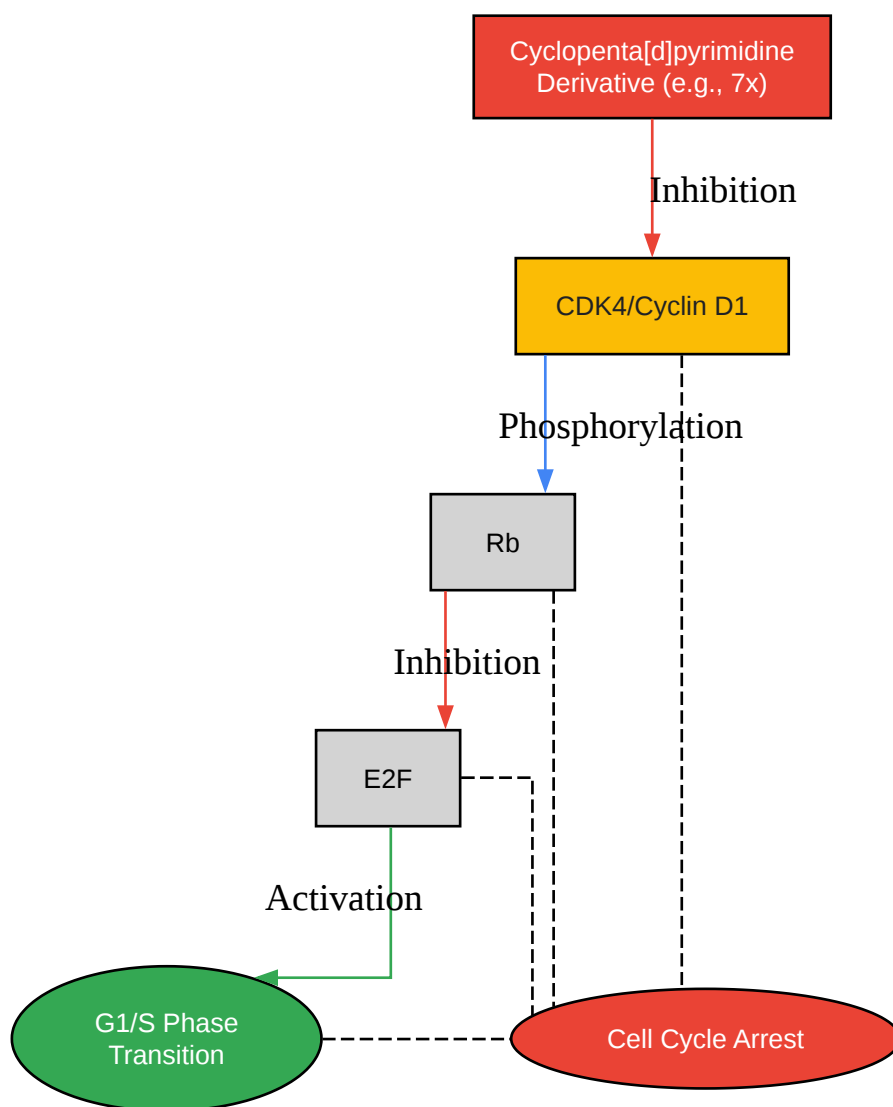 Cyclopenta[d]pyrimidine
Derivative (e.g., 7x)
Inhibition
CDK4/Cyclin D1
Phosphorylation
Rb
Inhibition
E2F
Activation
G1/S Phase
Transition
Cell Cycle Arrest